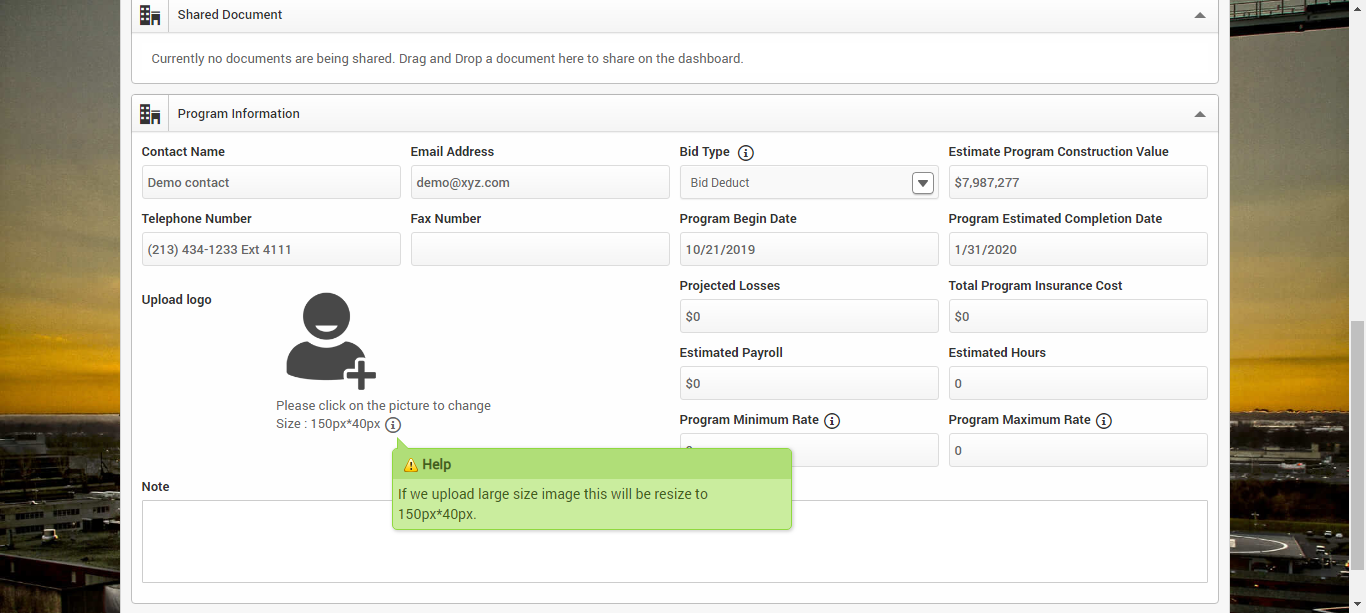 Shared Document
Currently no documents are being shared. Drag and Drop a document here to share on the dashboard.
Program Information
Contact Name
Email Address
Bid Type
Estimate Program Construction Value
Demo contact
demo@xyz.com
Bid Deduct
$7,987,277
Telephone Number
Fax Number
Program Begin Date
Program Estimated Completion Date
(213) 434-1233 Ext 4111
10/21/2019
1/31/2020
Upload logo
Projected Losses
Total Program Insurance Cost
$0
$0
Estimated Payroll
Estimated Hours
$0
0
Please click on the picture to change
Size : 150px*40px
Program Minimum Rate
Program Maximum Rate
0
Help
If we upload large size image this will be resize to
150px*40px.
Note